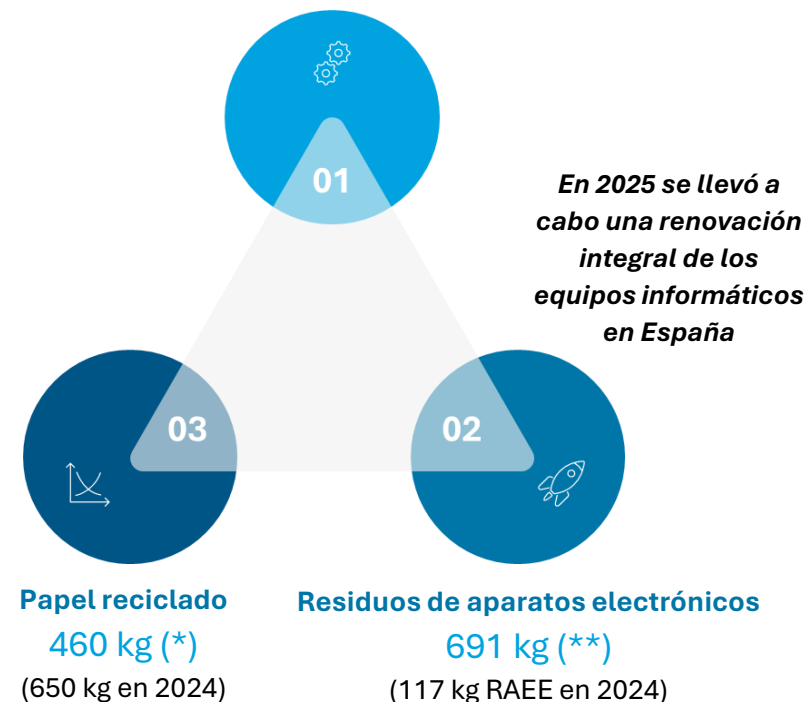 01
En 2025 se llevó a
cabo una renovación
integral de los
equipos informáticos
en España
03
02
Papel reciclado
460 kg (*)
(650 kg en 2024)
Residuos de aparatos electrónicos
691 kg (**)
(117 kg RAEE en 2024)